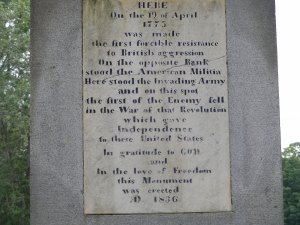 HERE
On the 19 of April
1775
was made
the first forcible resistance
to British aggression
On the opposite Bank
stood the American Militia
Here stood the Invading Army
and on this spot
the first of the Enemy fell
in the War of that Revolution
which gave
Independence
to these United States
In gratitude to GOD
and
In the love of Freedom
this Monument
was erected
AD. 1836